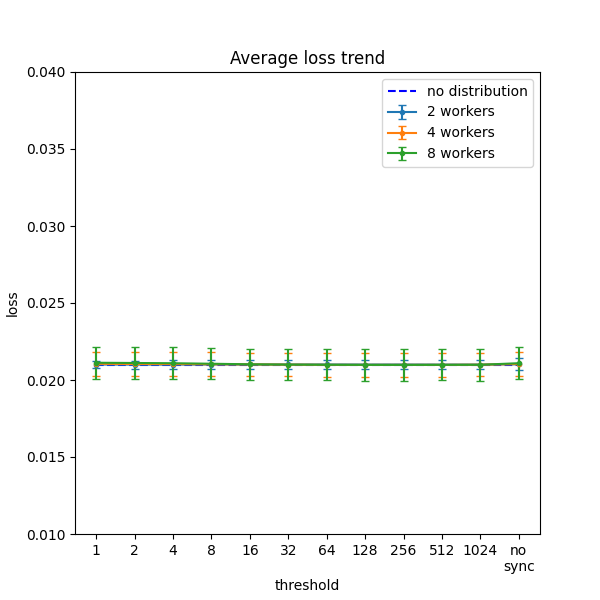 Average loss trend
0.040
0.035
0.030
0.025
0.020
0.015
0.010
loss
no distribution
2 workers
4 workers
8 workers
1 2 4 8 16 32 64 128 256 512 1024 no
sync
threshold